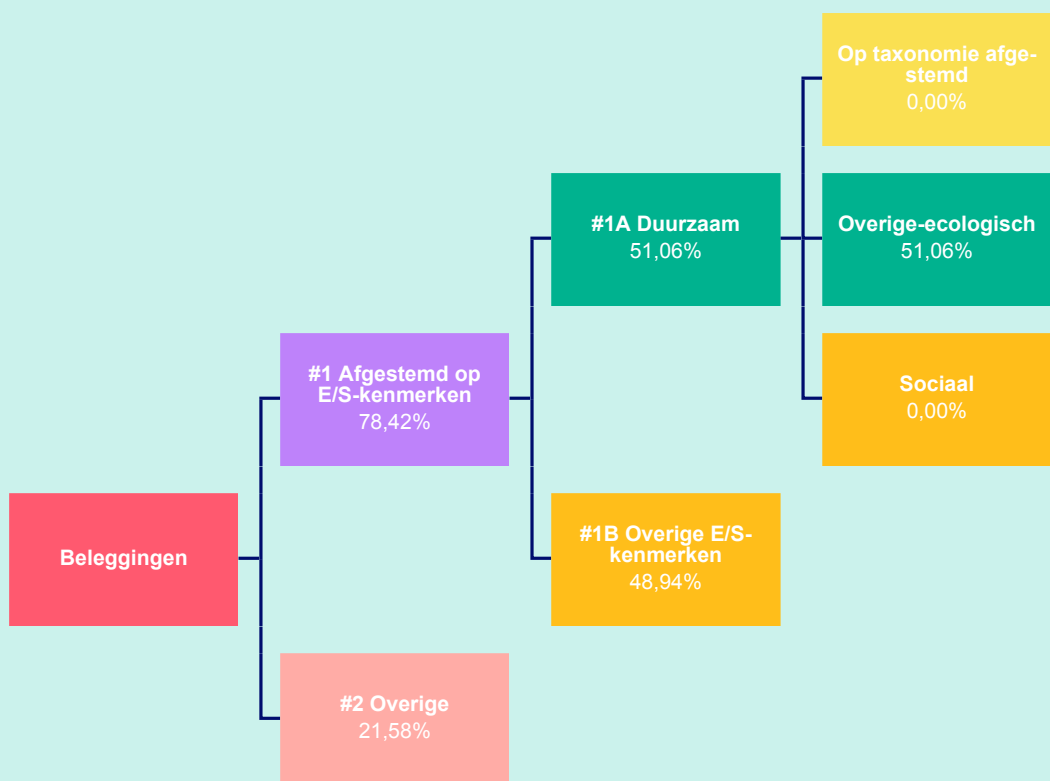 Op taxonomie afge-
stemd
0,00%
#1A Duurzaam
51,06%
Overige-ecologisch
51,06%
#1 Afgestemd op
E/S-kenmerken
78,42%
Sociaal
0,00%
Beleggingen
#1B Overige E/S-
kenmerken
48,94%
#2 Overige
21,58%